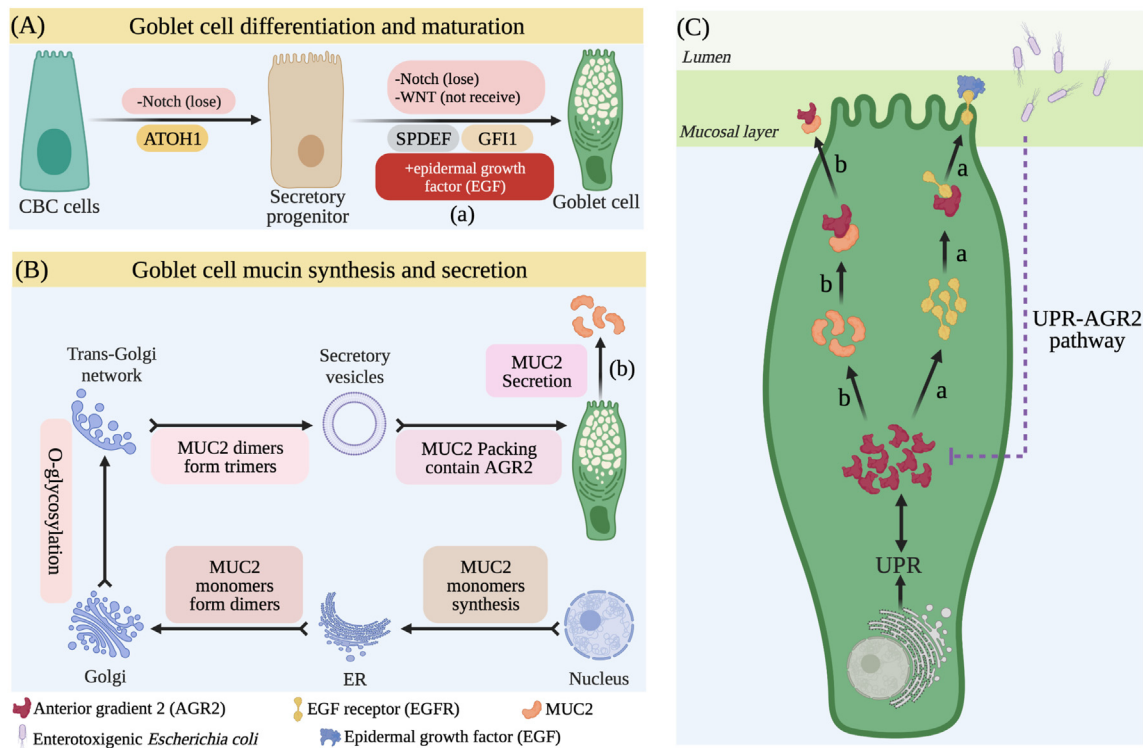 (A) Goblet cell differentiation and maturation
-Notch (lose)
ATOH1
-Notch (lose)
-WNT (not receive)
SPDEF
GFI1
+epidermal growth
factor (EGF)
(a)
CBC cells
Secretory
progenitor
Goblet cell
(B) Goblet cell mucin synthesis and secretion
Trans-Golgi
network
Secretory
vesicles
MUC2
Secretion
(b)
O-glycosylation
MUC2 dimers
form trimers
MUC2 Packing
contain AGR2
MUC2
monomers
form dimers
MUC2
monomers
synthesis
Golgi
ER
Nucleus
(C)
Lumen
Mucosal layer
b
a
b
a
b
a
UPR-AGR2
pathway
UPR
Anterior gradient 2 (AGR2)
EGF receptor (EGFR)
MUC2
Enterotoxigenic Escherichia coli
Epidermal growth factor (EGF)